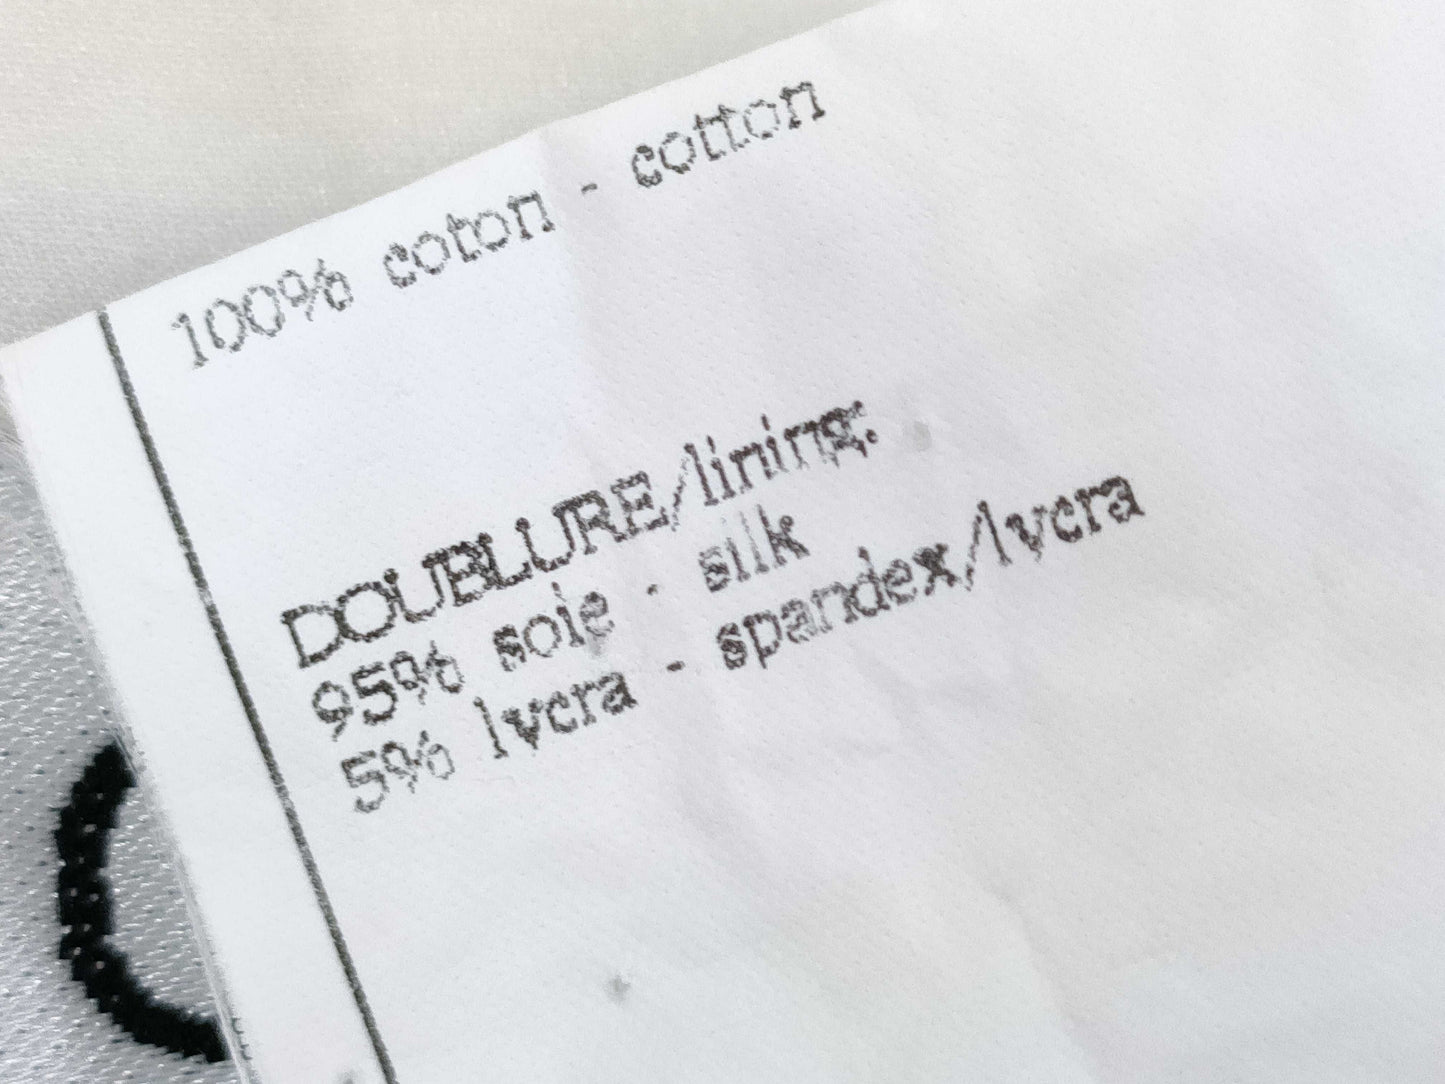 100% coton - cotton
DOUBLURE/lining:
95% soie - silk
5% lycra - spandex/lycra